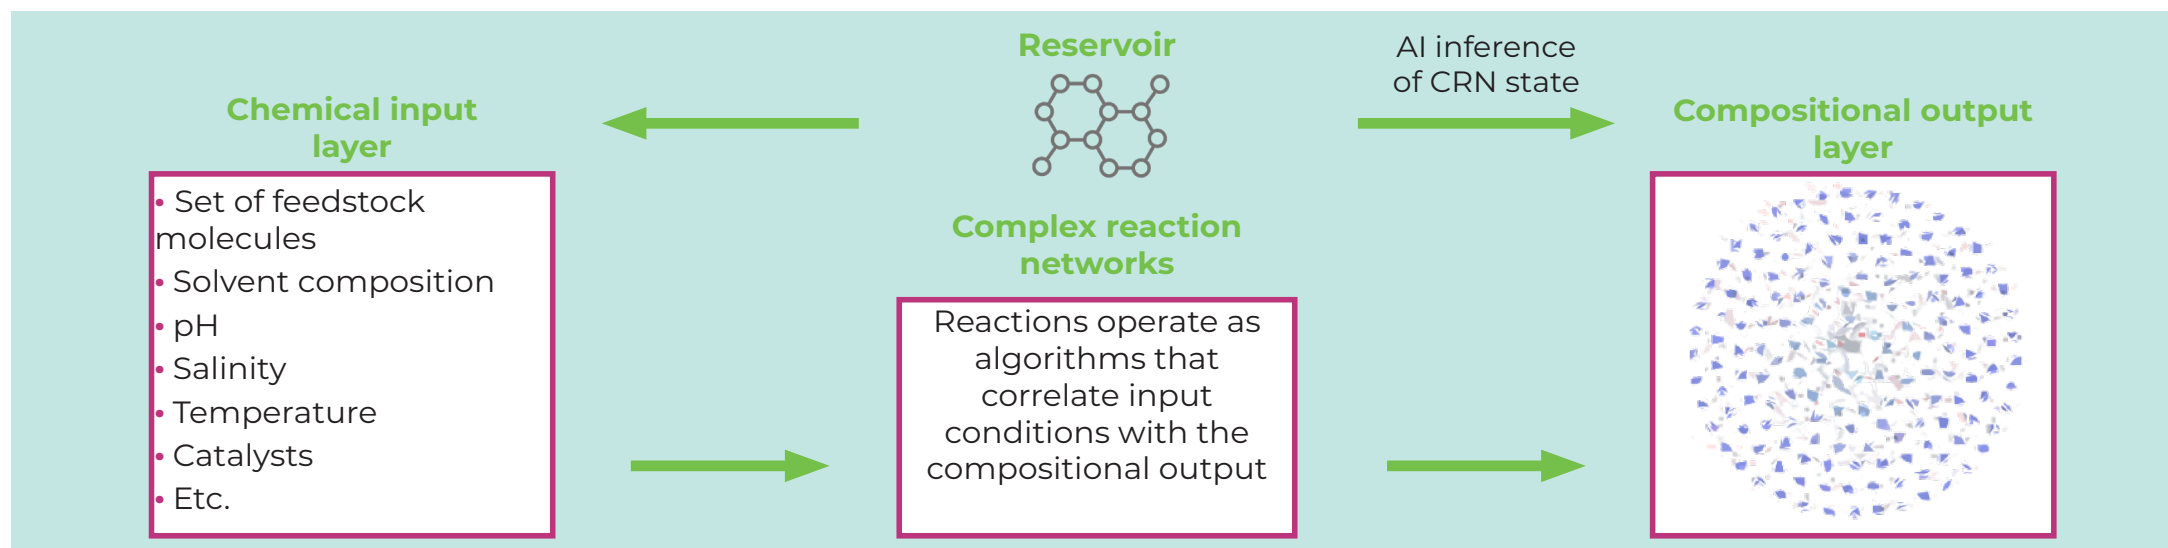 Chemical input
layer
• Set of feedstock
molecules
• Solvent composition
• pH
• Salinity
• Temperature
• Catalysts
• Etc.
Reservoir
Complex reaction
networks
Reactions operate as
algorithms that
correlate input
conditions with the
compositional output
AI inference
of CRN state
Compositional output
layer